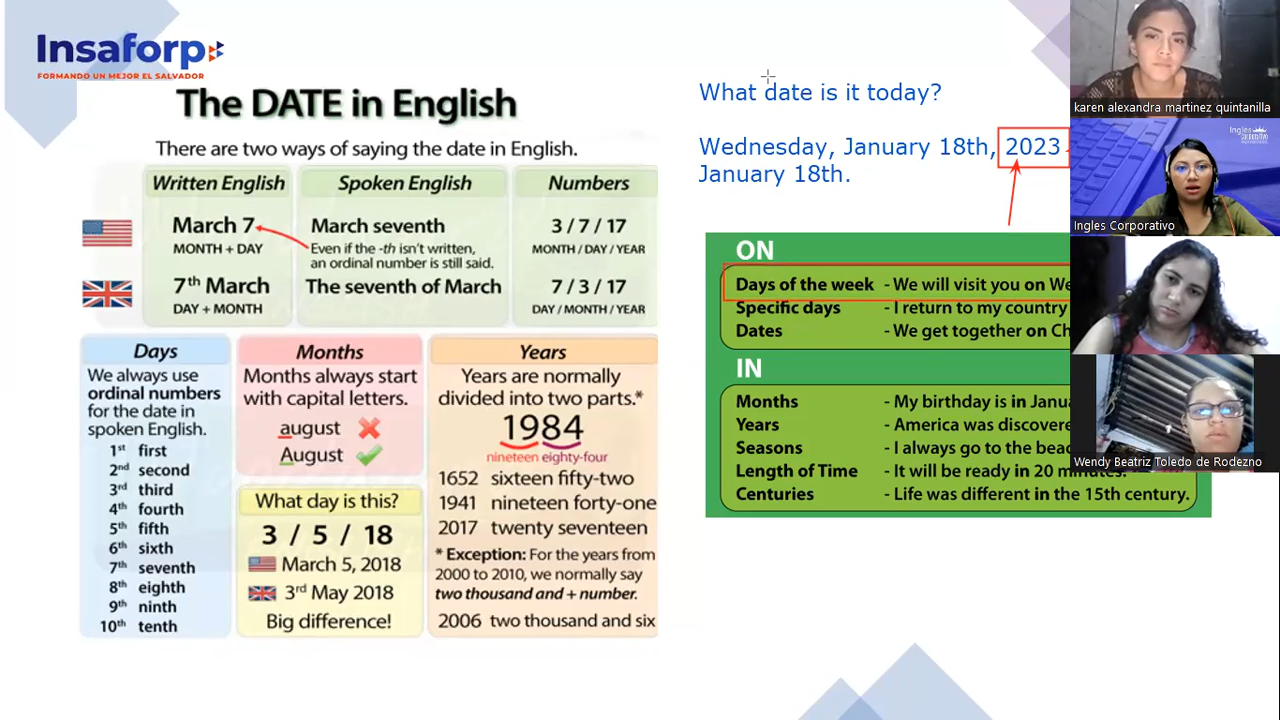 Insaforp
FORMANDO UN MEJOR EL SALVADOR
The DATE in English
There are two ways of saying the date in English.
Written English
Spoken English
Numbers
March 7
MONTH + DAY
March seventh
Even if the -th isn't written,
an ordinal number is still said.
3 / 7 / 17
MONTH / DAY / YEAR
7th March
DAY + MONTH
The seventh of March
7 / 3 / 17
DAY / MONTH / YEAR
Days
We always use
ordinal numbers
for the date in
spoken English.
1st first
2nd second
3rd third
4th fourth
5th fifth
6th sixth
7th seventh
8th eighth
9th ninth
10th tenth
Months
Months always start
with capital letters.
august
August
What day is this?
3 / 5 / 18
March 5, 2018
3rd May 2018
Big difference!
Years
Years are normally
divided into two parts.*
1984
nineteen eighty-four
1652 sixteen fifty-two
1941 nineteen forty-one
2017 twenty seventeen
* Exception: For the years from
2000 to 2010, we normally say
two thousand and + number.
2006 two thousand and six
What date is it today?
Wednesday, January 18th, 2023
January 18th.
ON
Days of the week - We will visit you on We
Specific days - I return to my country
Dates - We get together on Ch
IN
Months - My birthday is in Janu
Years - America was discovere
Seasons - I always go to the bea
Length of Time - It will be ready in 20 minutes.
Centuries - Life was different in the 15th century.
karen alexandra martinez quintanilla
Ingles
Ingles Corporativo
Wendy Beatriz Toledo de Rodezno